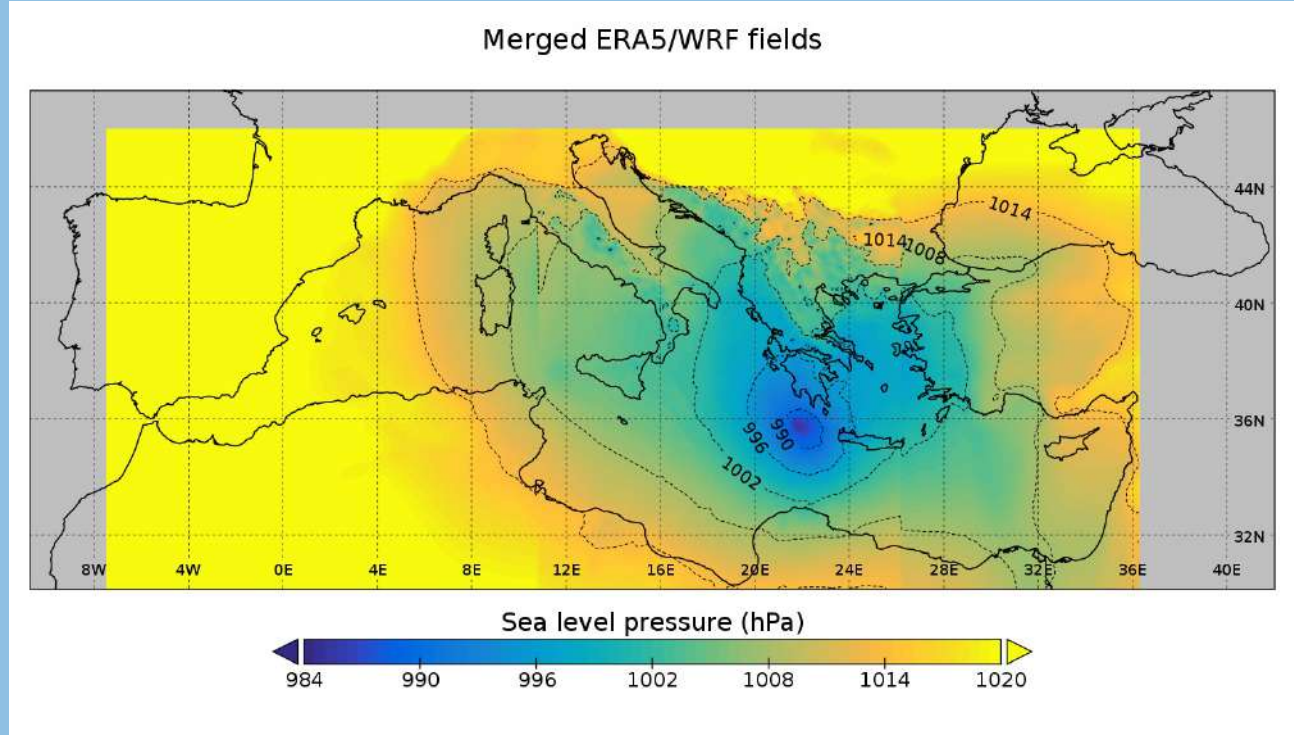 Merged ERA5/WRF fields
44N
1014
1014
1008
40N
36N
990
996
1002
32N
8W 4W 0E 4E 8E 12E 16E 20E 24E 28E 32E 36E 40E
Sea level pressure (hPa)
984 990 996 1002 1008 1014 1020